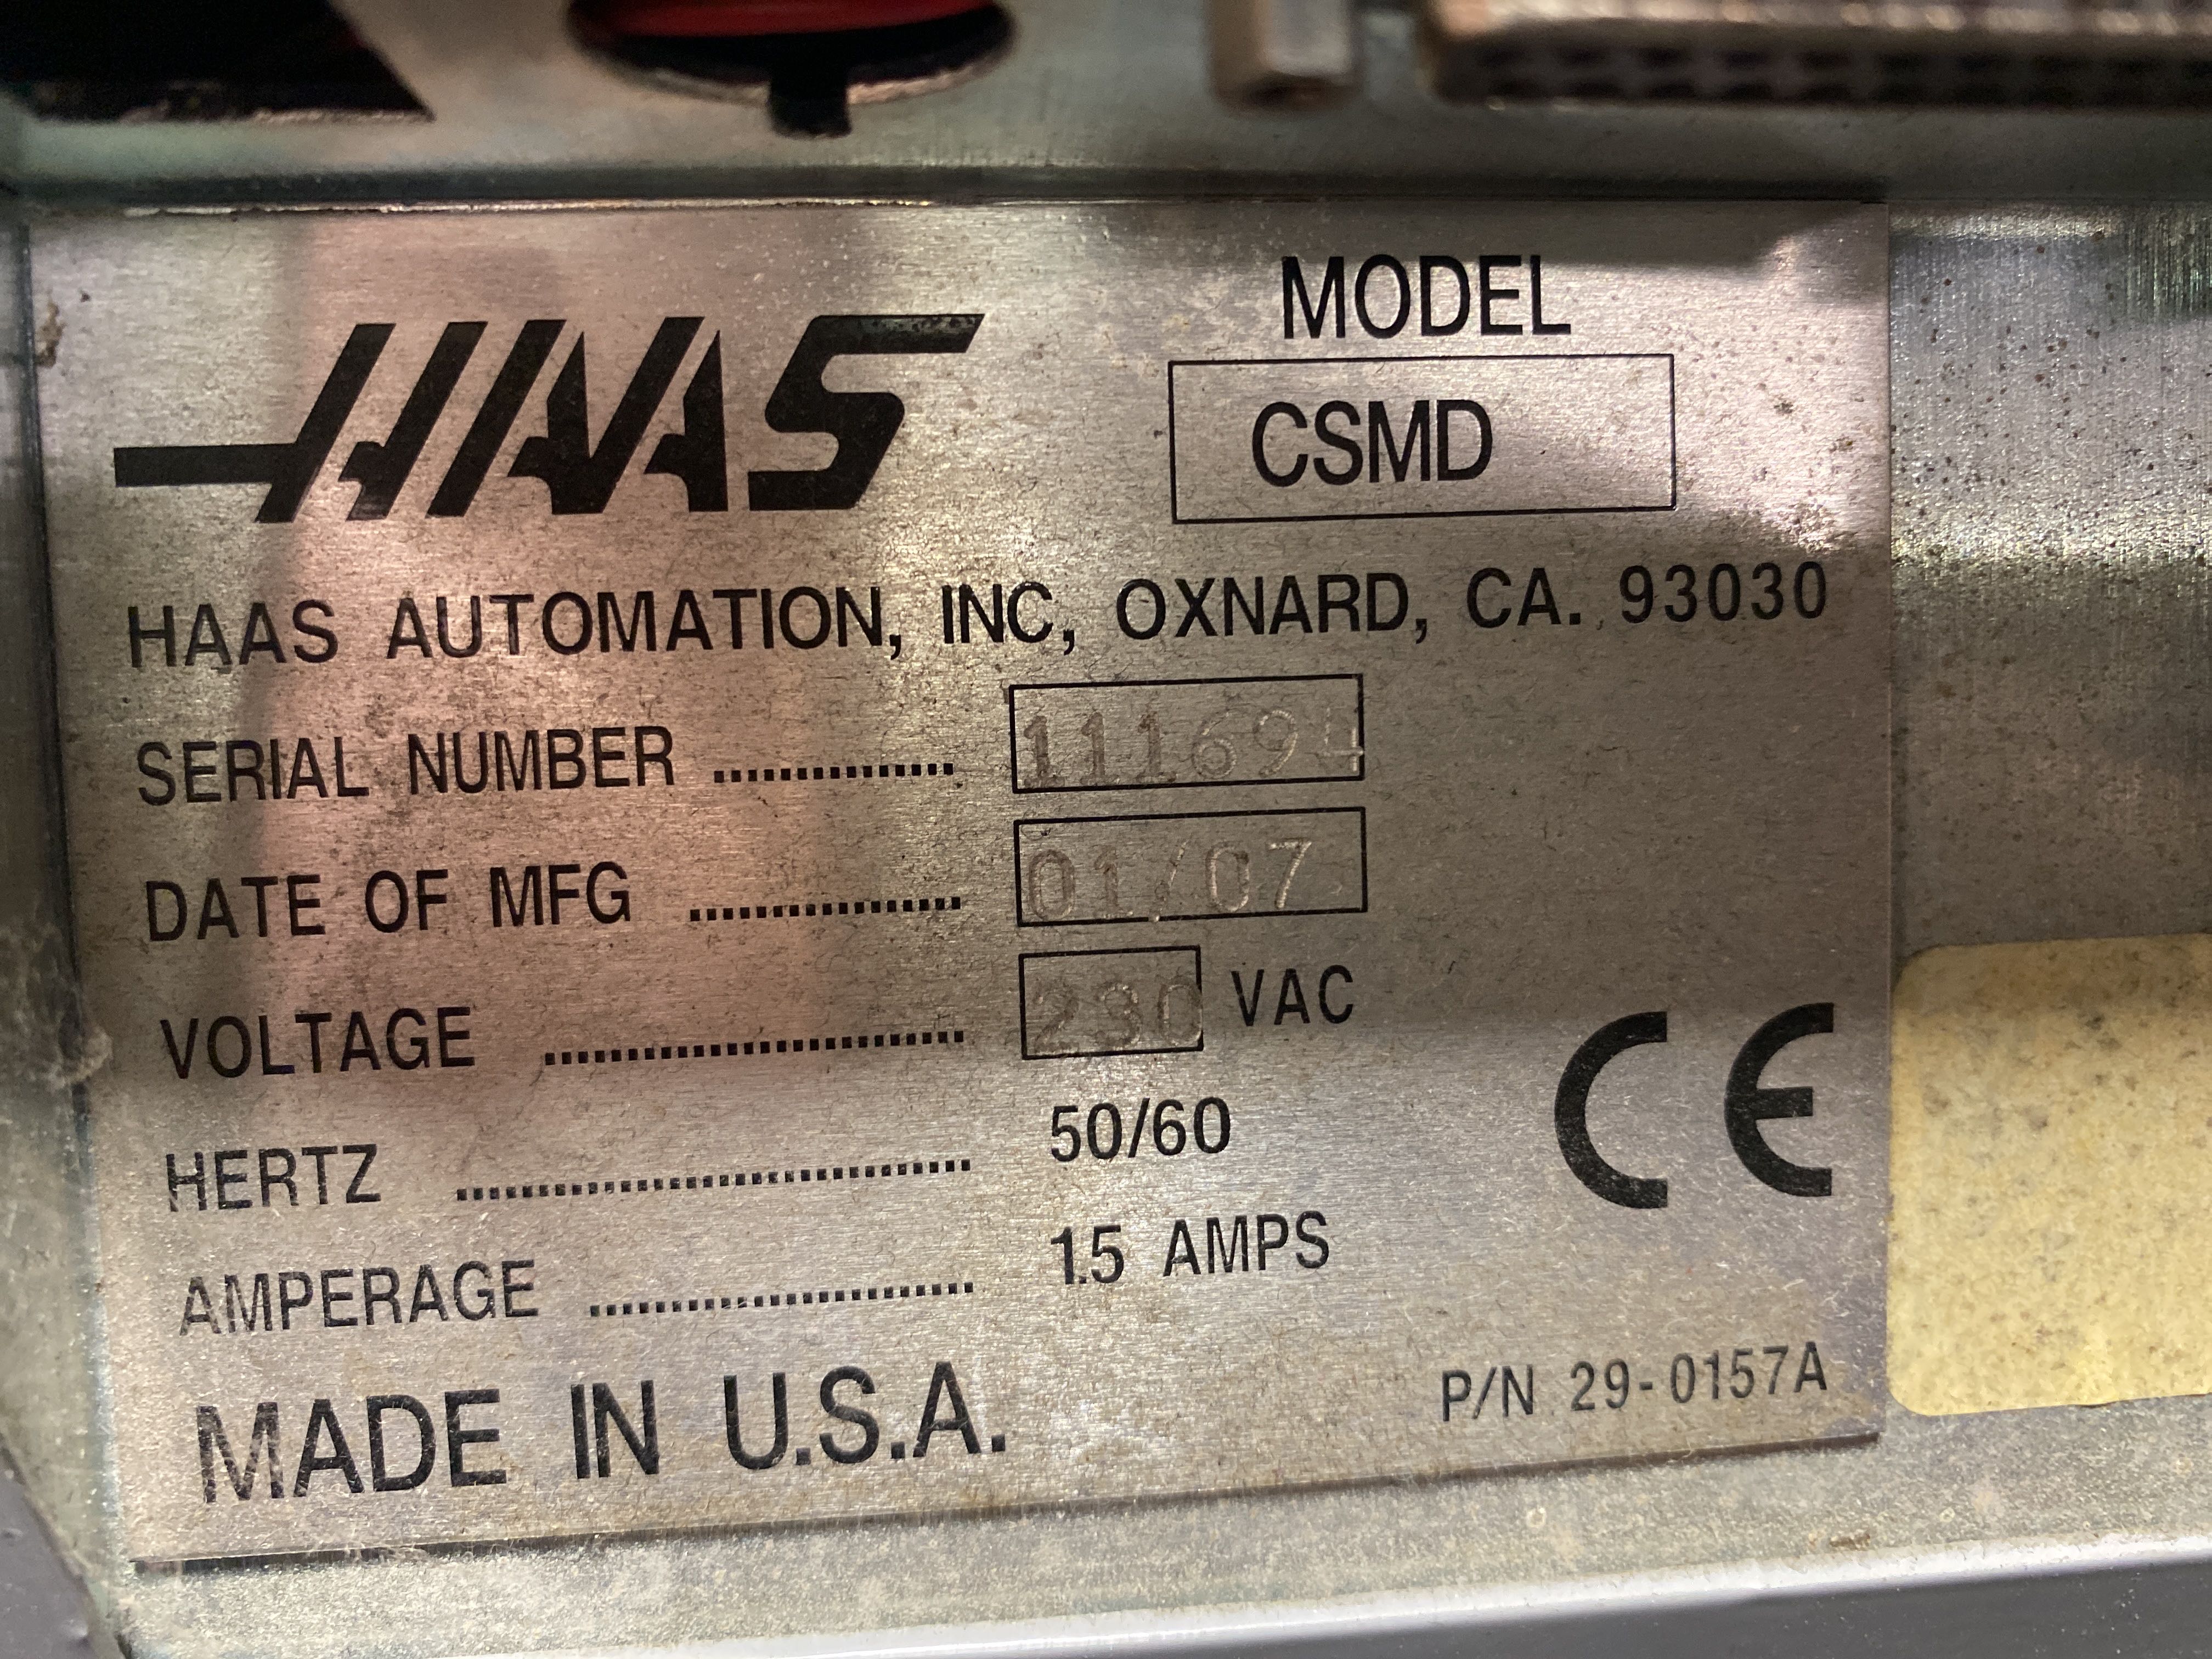 HAAS
MODEL
CSMD
HAAS AUTOMATION, INC, OXNARD, CA. 93030
SERIAL NUMBER ............... 111694
DATE OF MFG ................. 01/07
VOLTAGE .......................... 230 VAC
HERTZ ................................ 50/60
AMPERAGE ........................ 1.5 AMPS
CE
MADE IN U.S.A.
P/N 29-0157A